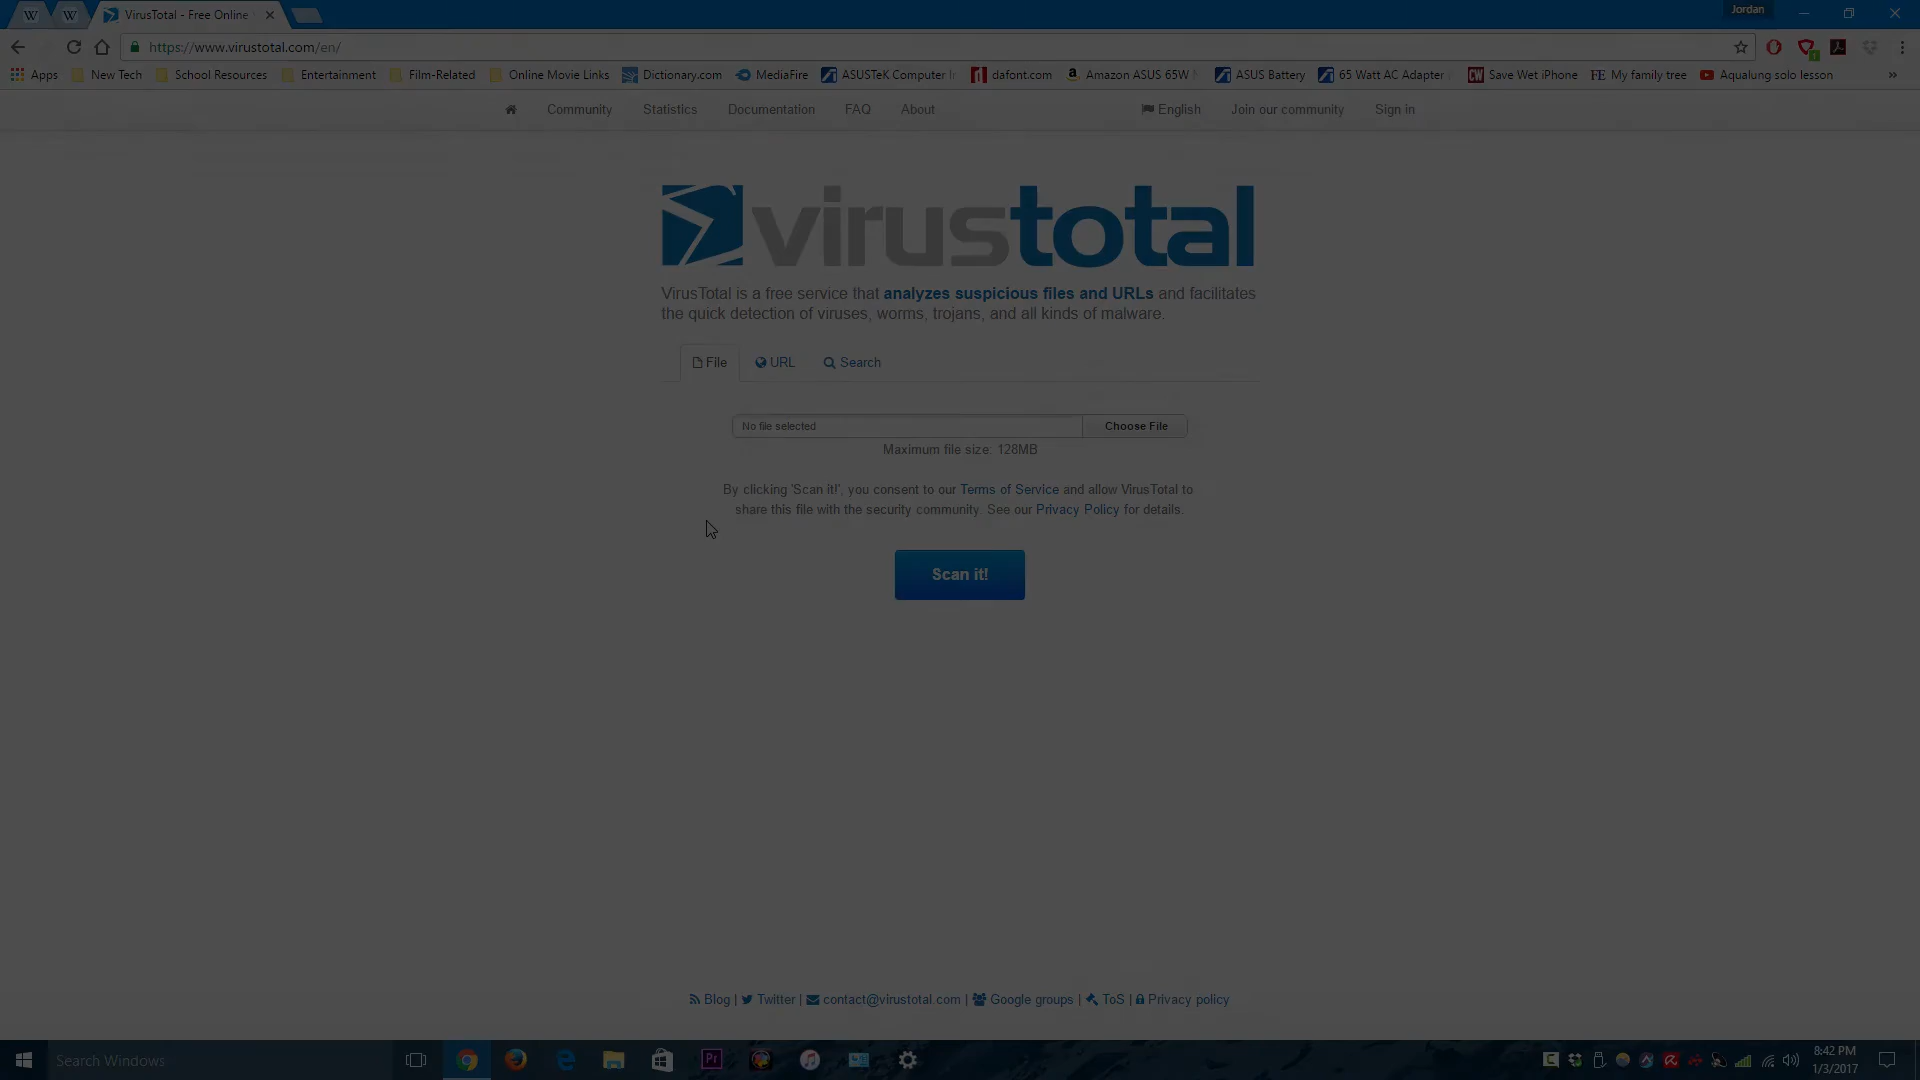 VirusTotal - Free Online
Jordan
https://www.virustotal.com/en/
Apps New Tech School Resources Entertainment Film-Related Online Movie Links Dictionary.com MediaFire ASUSTeK Computer dafont.com Amazon ASUS 65W ASUS Battery 65 Watt AC Adapter CW Save Wet iPhone FE My family tree Aqualung solo lesson »
Community Statistics Documentation FAQ About English Join our community Sign in
virustotal
VirusTotal is a free service that analyzes suspicious files and URLs and facilitates
the quick detection of viruses, worms, trojans, and all kinds of malware.
File URL Search
No file selected Choose File
Maximum file size: 128MB
By clicking 'Scan it!', you consent to our Terms of Service and allow VirusTotal to
share this file with the security community. See our Privacy Policy for details.
Scan it!
Blog | Twitter | contact@virustotal.com | Google groups | ToS | Privacy policy
Search Windows
Pr
8:42 PM
1/3/2017